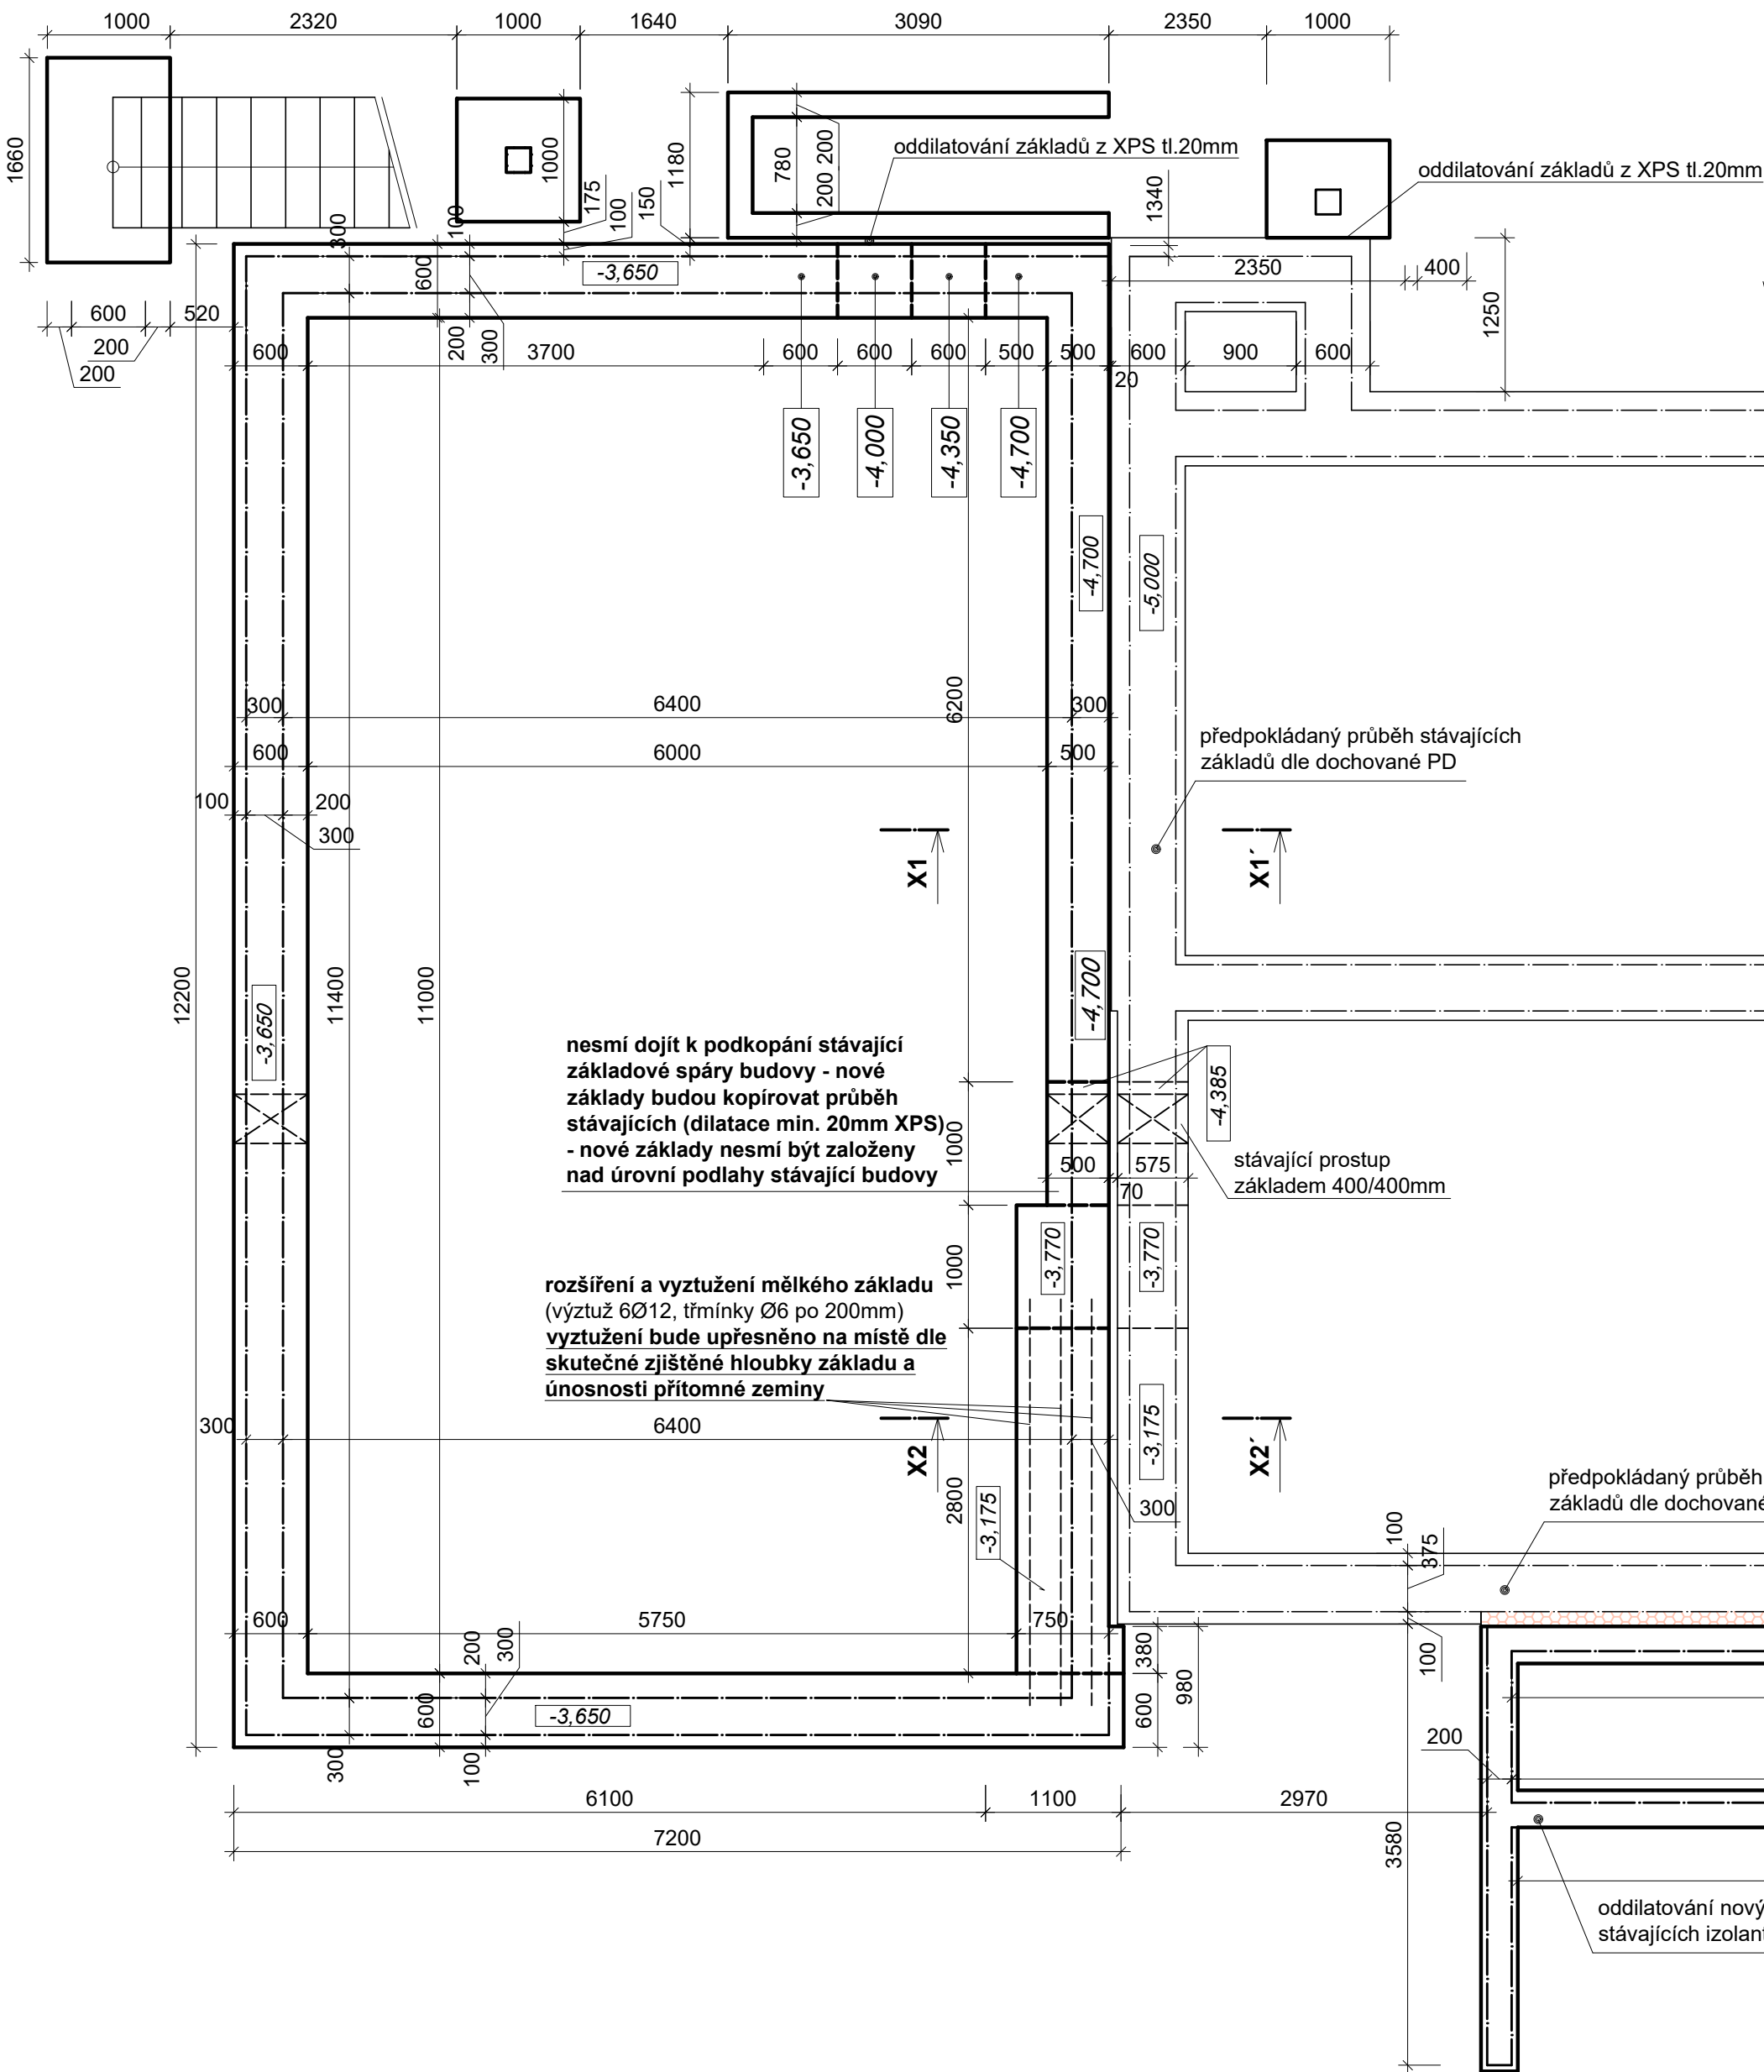 1000 2320 1000 1640 3090 2350 1000
1660
1000
175
100
150
1180
780
200 200
200
oddilatování základů z XPS tl.20mm
oddilatování základů z XPS tl.20mm
1340
300
600
100
-3,650
2350 400
1250
600 520
200
200
600 200 300 3700 600 600 600 500 500 600 900 600
20
-3,650
-4,000
-4,350
-4,700
-4,700
-5,000
300 6400 6200 300
600 6000 500
předpokládaný průběh stávajících
základů dle dochované PD
100 200
300
X1
X1´
12200
-3,650
11400
11000
-4,700
nesmí dojít k podkopání stávající
základové spáry budovy - nové
základy budou kopírovat průběh
stávajících (dilatace min. 20mm XPS)
- nové základy nesmí být založeny
nad úrovní podlahy stávající budovy
-4,385
1000
500 575
70
stávající prostup
základem 400/400mm
-3,770
-3,770
1000
rozšíření a vyztužení mělkého základu
(výztuž 6Ø12, třmínky Ø6 po 200mm)
vyztužení bude upřesněno na místě dle
skutečné zjištěné hloubky základu a
únosnosti přítomné zeminy
-3,175
300 6400
X2
X2´
2800
-3,175
300
předpokládaný průběh
základů dle dochované
100
375
600 5750 750
200
300
380
100
600
-3,650
600
980
300
100
200
6100 1100 2970
7200
3580
oddilatování nový
stávajících izolant